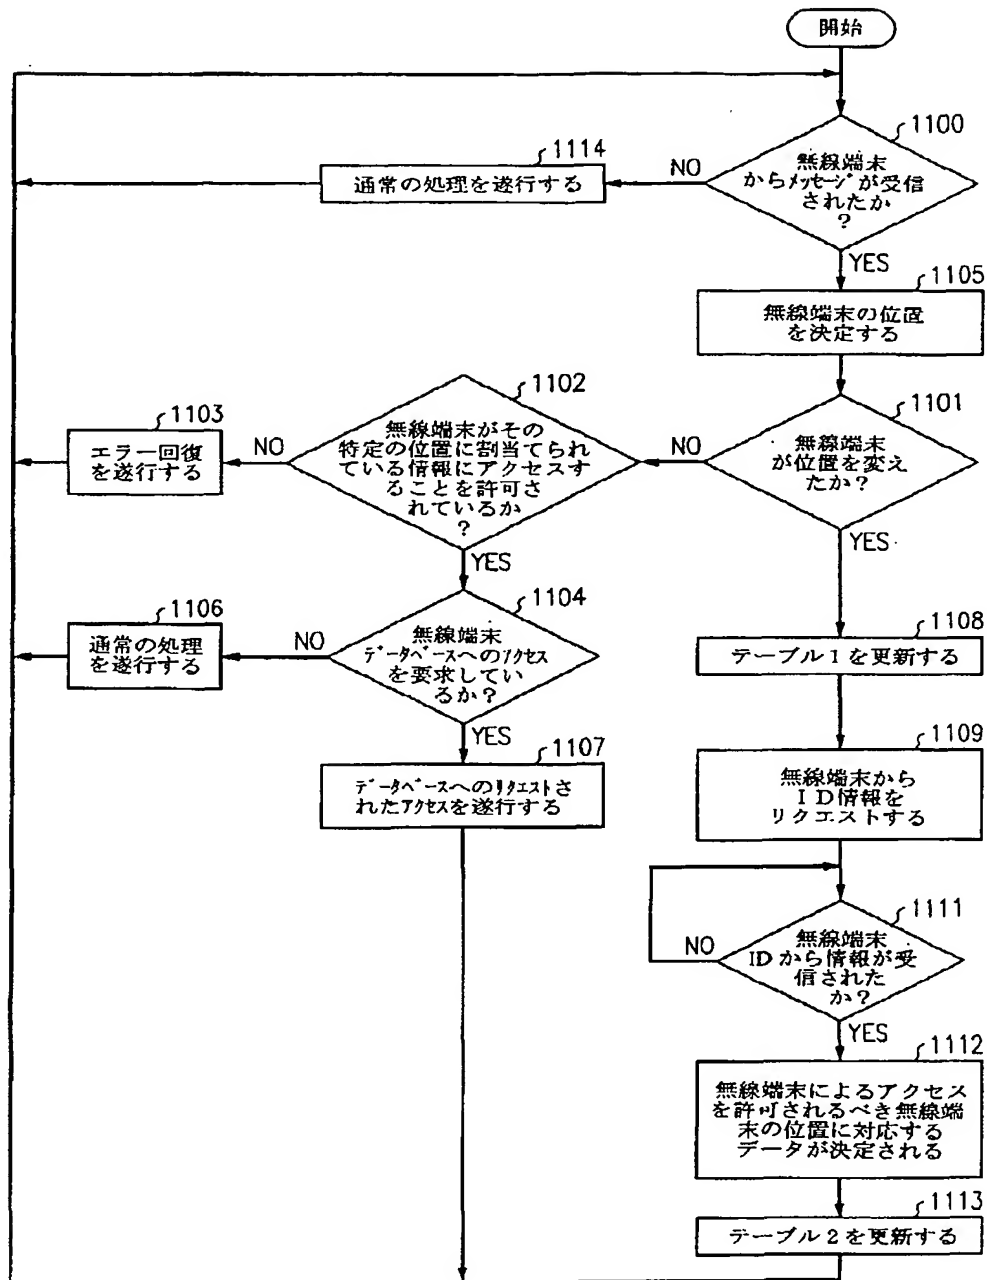 開始
1100
無線端末
からメッセージが受信
されたか
?
NO
YES
1114
通常の処理を遂行する
1105
無線端末の位置
を決定する
1101
無線端末
が位置を変え
たか?
NO
YES
1102
無線端末がその
特定の位置に割当てられ
ている情報にアクセスす
ることを許可さ
れているか
?
NO
YES
1103
エラー回復
を遂行する
1104
無線端末
データベースへのアクセス
を要求してい
るか?
NO
YES
1106
通常の処理
を遂行する
1107
データベースへのリクエストさ
れたアクセスを遂行する
1108
テーブル1を更新する
1109
無線端末から
ID情報を
リクエストする
1111
無線端末
IDから情報が受
信された
か?
NO
YES
1112
無線端末によるアクセス
を許可されるべき無線端
末の位置に対応する
データが決定される
1113
テーブル2を更新する